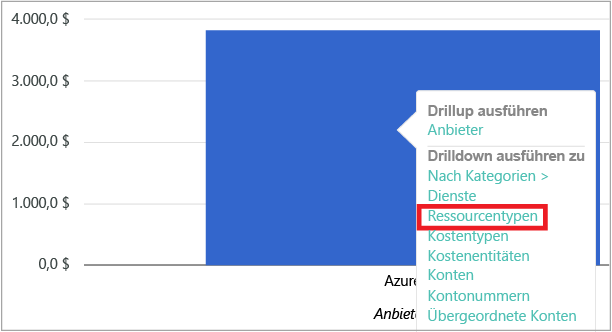 4.000,0 $
3.000,0 $
2.000,0 $
1.000,0 $
0,0 $
Drillup ausführen
Anbieter
Drilldown ausführen zu
Nach Kategorien >
Dienste
Ressourcentypen
Kostentypen
Kostenentitäten
Konten
Kontonummern
Übergeordnete Konten
Azure